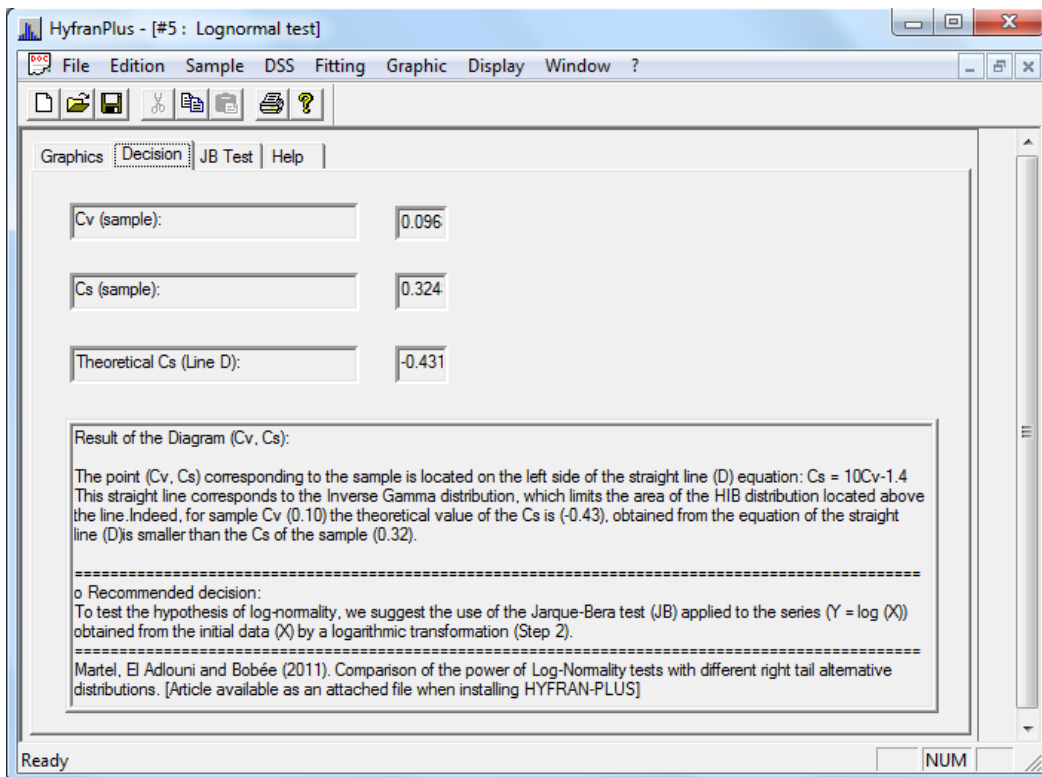 HyfranPlus - [#5 : Lognormal test]
DOC File Edition Sample DSS Fitting Graphic Display Window ?
Graphics Decision JB Test Help
Cv (sample): 0.096
Cs (sample): 0.324
Theoretical Cs (Line D): -0.431
Result of the Diagram (Cv, Cs):
The point (Cv, Cs) corresponding to the sample is located on the left side of the straight line (D) equation: Cs = 10Cv-1.4
This straight line corresponds to the Inverse Gamma distribution, which limits the area of the HIB distribution located above
the line.Indeed, for sample Cv (0.10) the theoretical value of the Cs is (-0.43), obtained from the equation of the straight
line (D)is smaller than the Cs of the sample (0.32).
===============================================================================================
o Recommended decision:
To test the hypothesis of log-normality, we suggest the use of the Jarque-Bera test (JB) applied to the series (Y = log (X))
obtained from the initial data (X) by a logarithmic transformation (Step 2).
===============================================================================================
Martel, El Adlouni and Bobée (2011). Comparison of the power of Log-Normality tests with different right tail alternative
distributions. [Article available as an attached file when installing HYFRAN-PLUS]
Ready NUM